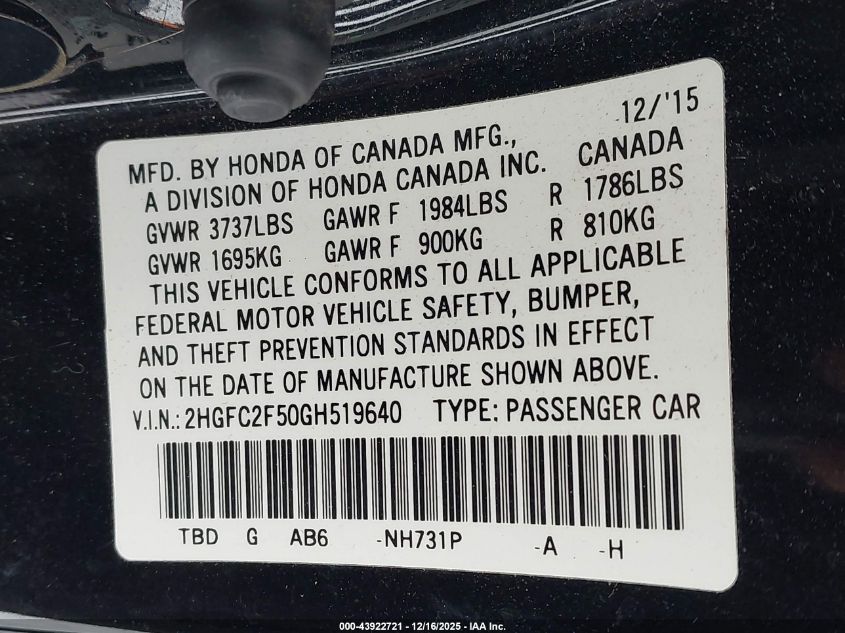 12/'15
MFD. BY HONDA OF CANADA MFG.,
A DIVISION OF HONDA CANADA INC. CANADA
GVWR 3737LBS GAWR F 1984LBS R 1786LBS
GVWR 1695KG GAWR F 900KG R 810KG
THIS VEHICLE CONFORMS TO ALL APPLICABLE
FEDERAL MOTOR VEHICLE SAFETY, BUMPER,
AND THEFT PREVENTION STANDARDS IN EFFECT
ON THE DATE OF MANUFACTURE SHOWN ABOVE.
V.I.N.: 2HGFC2F50GH519640 TYPE: PASSENGER CAR
TBD G AB6 -NH731P -A -H
000-43922721 - 12/16/2025 - IAA Inc.